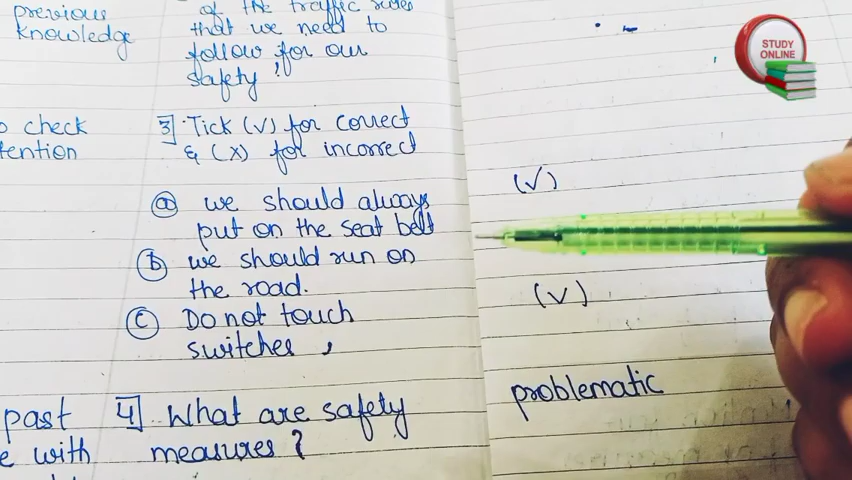 previous
knowledge
of the traffic rules
that we need to
follow for our
safety?
o check
tention
3] Tick (√) for correct
& (X) for incorrect
(a) we should always
put on the seat belt
(b) we should run on
the road.
(c) Do not touch
switches,
past
e with
4] What are safety
measures?
(√)
(√)
problematic
STUDY
ONLINE